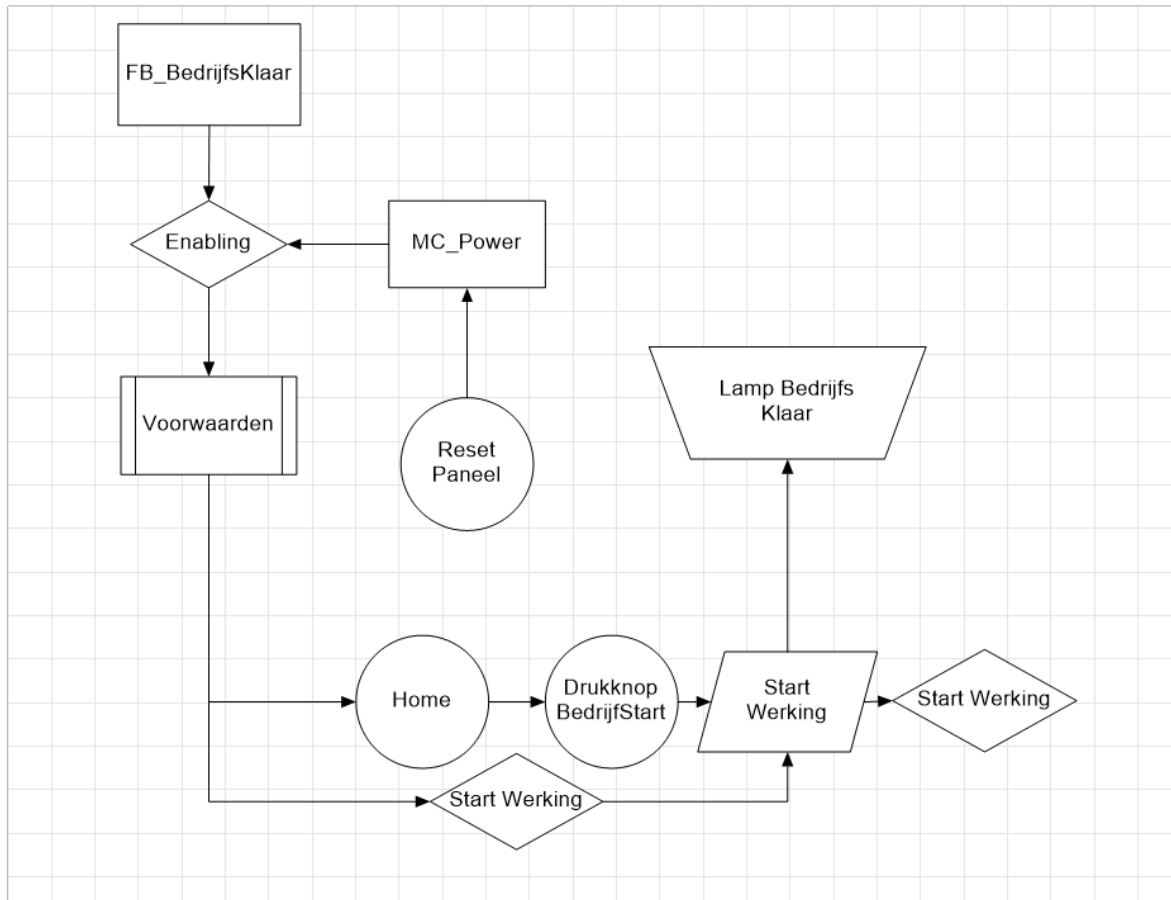 FB_BedrijfsKlaar
Enabling
MC_Power
Voorwaarden
Reset
Paneel
Lamp Bedrijfs
Klaar
Home
Drukknop
BedrijfStart
Start
Werking
Start Werking
Start Werking